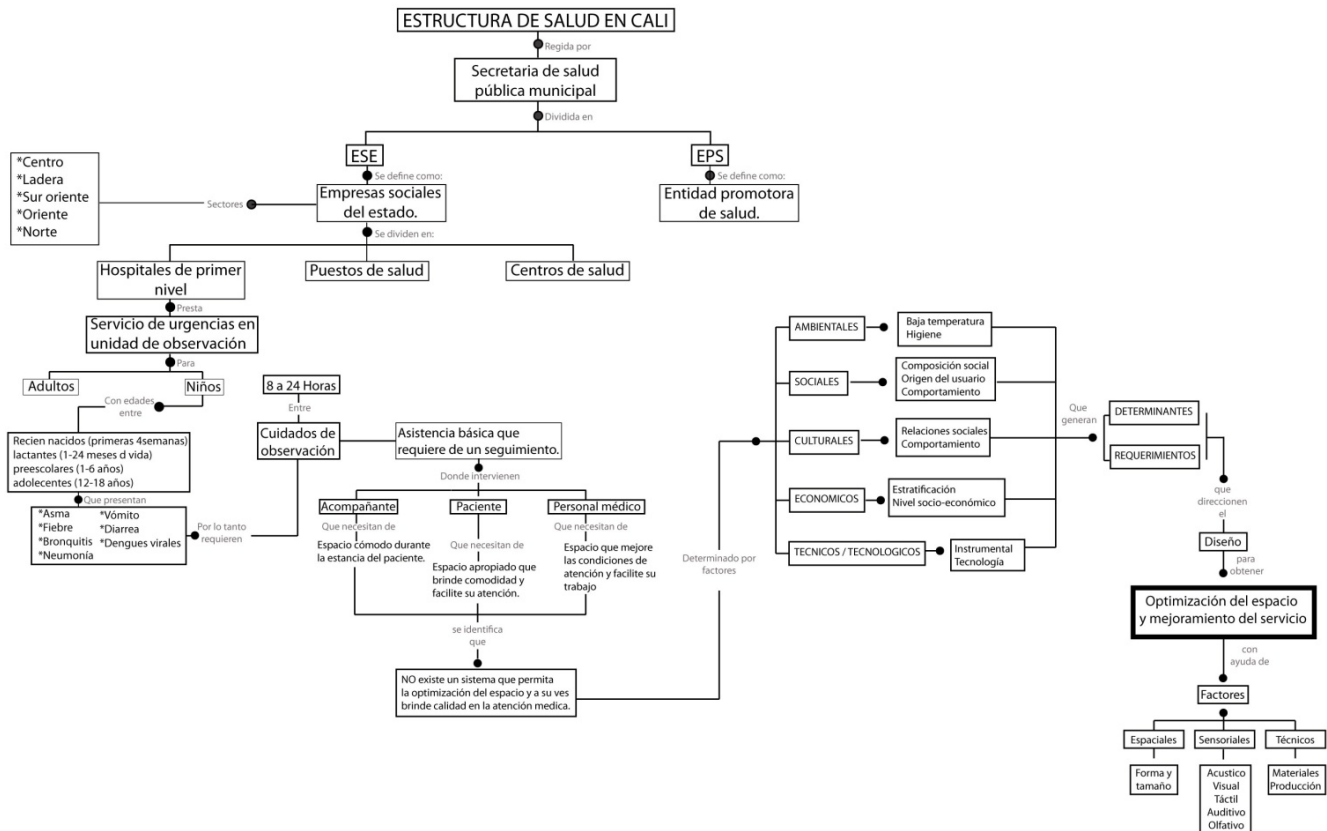 ESTRUCTURA DE SALUD EN CALI
Regida por
Secretaria de salud
pública municipal
Dividida en
ESE
Se define como:
Empresas sociales
del estado.
EPS
Se define como:
Entidad promotora
de salud.
Sectores
*Centro
*Ladera
*Sur oriente
*Oriente
*Norte
Se dividen en:
Hospitales de primer
nivel
Puestos de salud
Centros de salud
Presta
Servicio de urgencias en
unidad de observación
Para
Adultos
Niños
Con edades
entre
Recien nacidos (primeras 4semanas)
lactantes (1-24 meses d vida)
preescolares (1-6 años)
adolecentes (12-18 años)
Que presentan
*Asma
*Fiebre
*Bronquitis
*Neumonía
*Vómito
*Diarrea
*Dengues virales
Por lo tanto
requieren
8 a 24 Horas
Entre
Cuidados de
observación
Asistencia básica que
requiere de un seguimiento.
Donde intervienen
Acompañante
Que necesitan de
Espacio cómodo durante
la estancia del paciente.
Paciente
Que necesitan de
Espacio apropiado que
brinde comodidad y
facilite su atención.
Personal médico
Que necesitan de
Espacio que mejore
las condiciones de
atención y facilite su
trabajo
se identifica
que
NO existe un sistema que permita
la optimización del espacio y a su ves
brinde calidad en la atención medica.
Determinado por
factores
AMBIENTALES
Baja temperatura
Higiene
SOCIALES
Composición social
Origen del usuario
Comportamiento
CULTURALES
Relaciones sociales
Comportamiento
ECONOMICOS
Estratificación
Nivel socio-económico
TECNICOS / TECNOLOGICOS
Instrumental
Tecnología
Que
generan
DETERMINANTES
REQUERIMIENTOS
que
direccionen
el
Diseño
para
obtener
Optimización del espacio
y mejoramiento del servicio
con
ayuda de
Factores
Espaciales
Forma y
tamaño
Sensoriales
Acustico
Visual
Táctil
Auditivo
Olfativo
Técnicos
Materiales
Producción